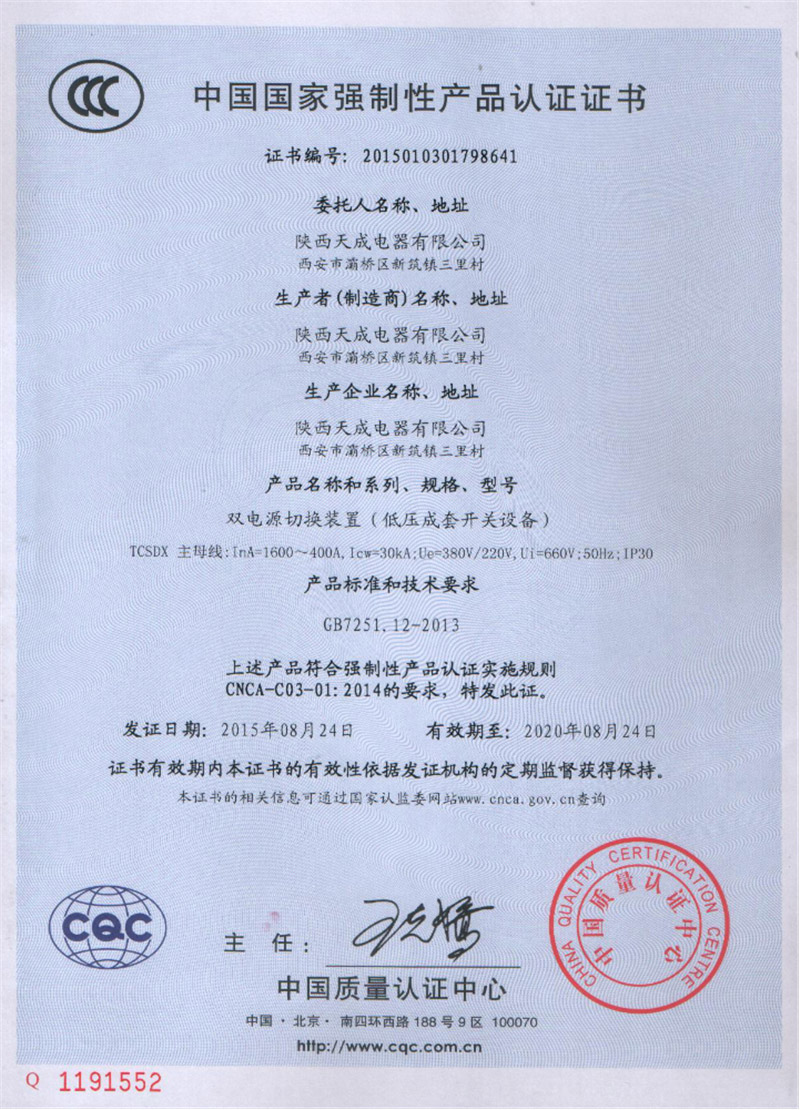 CCC
中国国家强制性产品认证证书
证书编号：2015010301798641
委托人名称、地址
陕西天成电器有限公司
西安市灞桥区新筑镇三里村
生产者(制造商)名称、地址
陕西天成电器有限公司
西安市灞桥区新筑镇三里村
生产企业名称、地址
陕西天成电器有限公司
西安市灞桥区新筑镇三里村
产品名称和系列、规格、型号
双电源切换装置（低压成套开关设备）
TCSDX 主母线:InA=1600～400A,Icw=30kA;Ue=380V/220V,Ui=660V;50Hz;IP30
产品标准和技术要求
GB7251.12-2013
上述产品符合强制性产品认证实施规则
CNCA-C03-01:2014的要求，特发此证。
发证日期：2015年08月24日 有效期至：2020年08月24日
证书有效期内本证书的有效性依据发证机构的定期监督获得保持。
本证书的相关信息可通过国家认监委网站www.cnca.gov.cn查询
CQC
主 任：
CHINA QUALITY CERTIFICATION CENTRE
中国质量认证中心
中国质量认证中心
中国·北京·南四环西路 188 号 9 区 100070
http://www.cqc.com.cn
Q 1191552